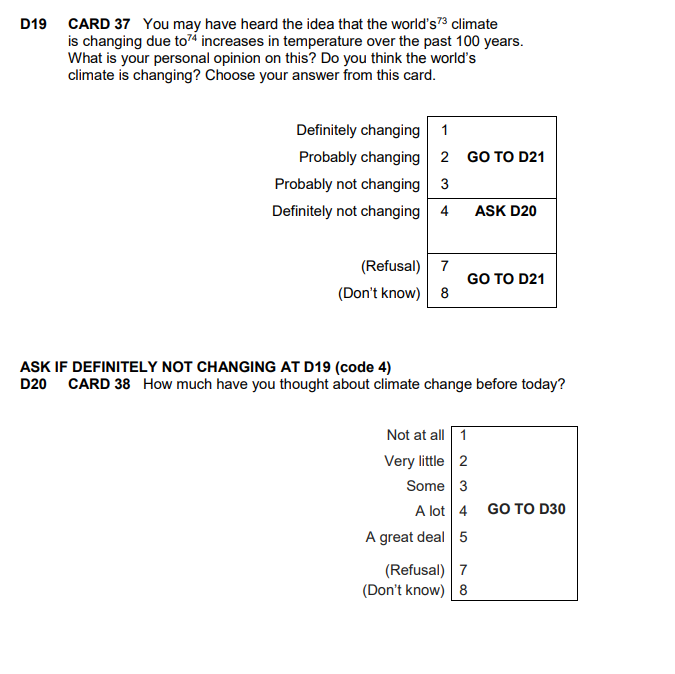 D19 CARD 37 You may have heard the idea that the world's⁷³ climate
is changing due to⁷⁴ increases in temperature over the past 100 years.
What is your personal opinion on this? Do you think the world's
climate is changing? Choose your answer from this card.
Definitely changing 1
Probably changing 2 GO TO D21
Probably not changing 3
Definitely not changing 4 ASK D20
(Refusal) 7
GO TO D21
(Don't know) 8
ASK IF DEFINITELY NOT CHANGING AT D19 (code 4)
D20 CARD 38 How much have you thought about climate change before today?
Not at all 1
Very little 2
Some 3
A lot 4 GO TO D30
A great deal 5
(Refusal) 7
(Don't know) 8